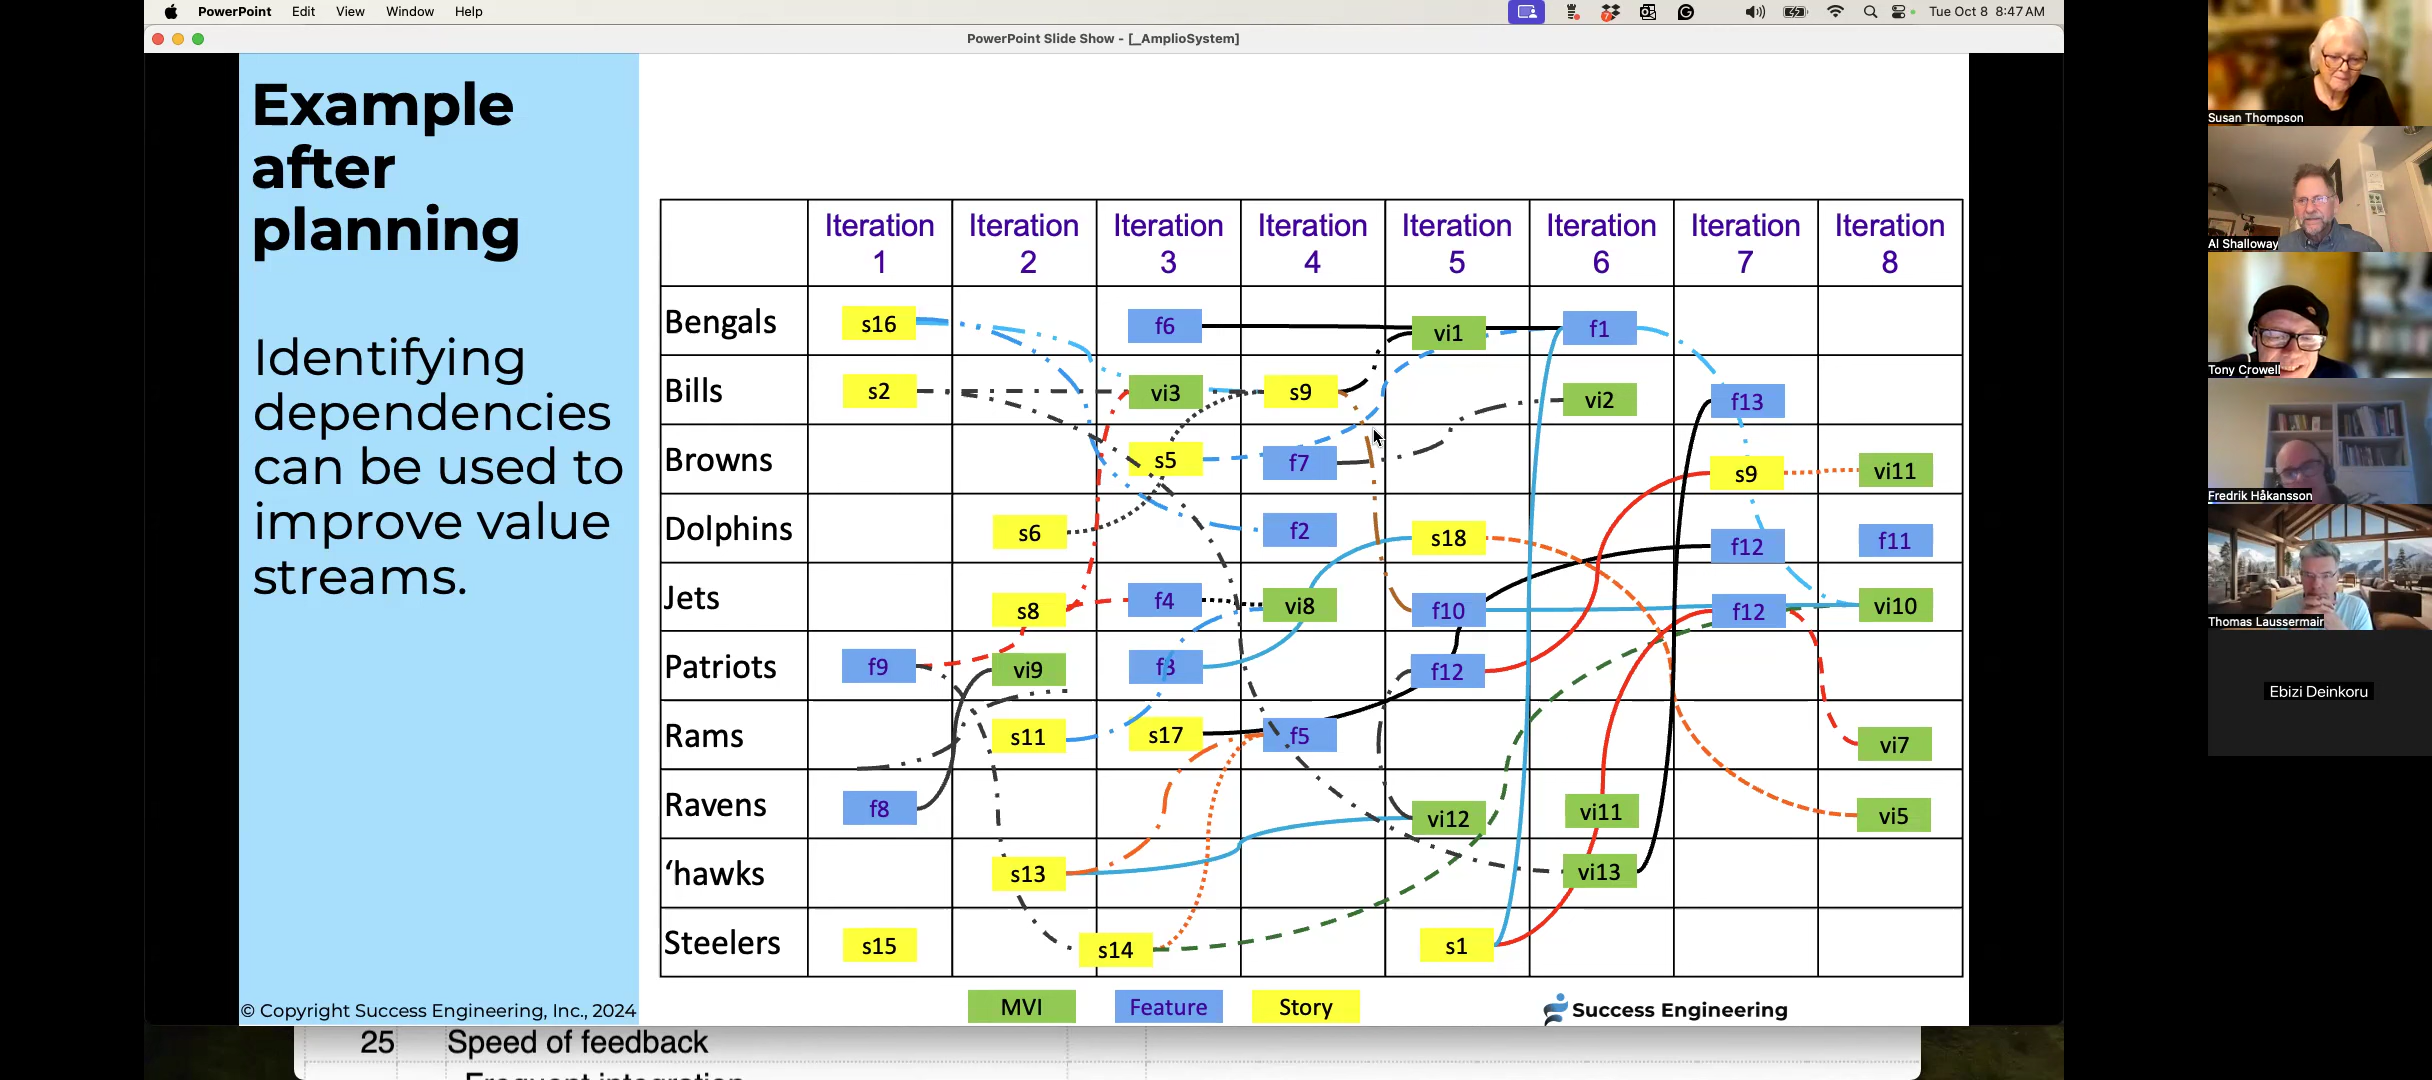 PowerPoint Edit View Window Help
7
Tue Oct 8 8:47 AM
PowerPoint Slide Show - [_AmplioSystem]
Example
after
planning
Identifying
dependencies
can be used to
improve value
streams.
© Copyright Success Engineering, Inc., 2024
Iteration 1 Iteration 2 Iteration 3 Iteration 4 Iteration 5 Iteration 6 Iteration 7 Iteration 8
Bengals s16 f6 vi1 f1
Bills s2 vi3 s9 vi2 f13
Browns s5 f7 s9 vi11
Dolphins s6 f2 s18 f12 f11
Jets s8 f4 vi8 f10 f12 vi10
Patriots f9 vi9 f3 f12
Rams s11 s17 f5 vi7
Ravens f8 vi12 vi11 vi5
‘hawks s13 vi13
Steelers s15 s14 s1
MVI Feature Story
Success Engineering
25 Speed of feedback
Frequent integration
Susan Thompson
Al Shalloway
Tony Crowell
Fredrik Håkansson
Thomas Laussermair
Ebizi Deinkoru